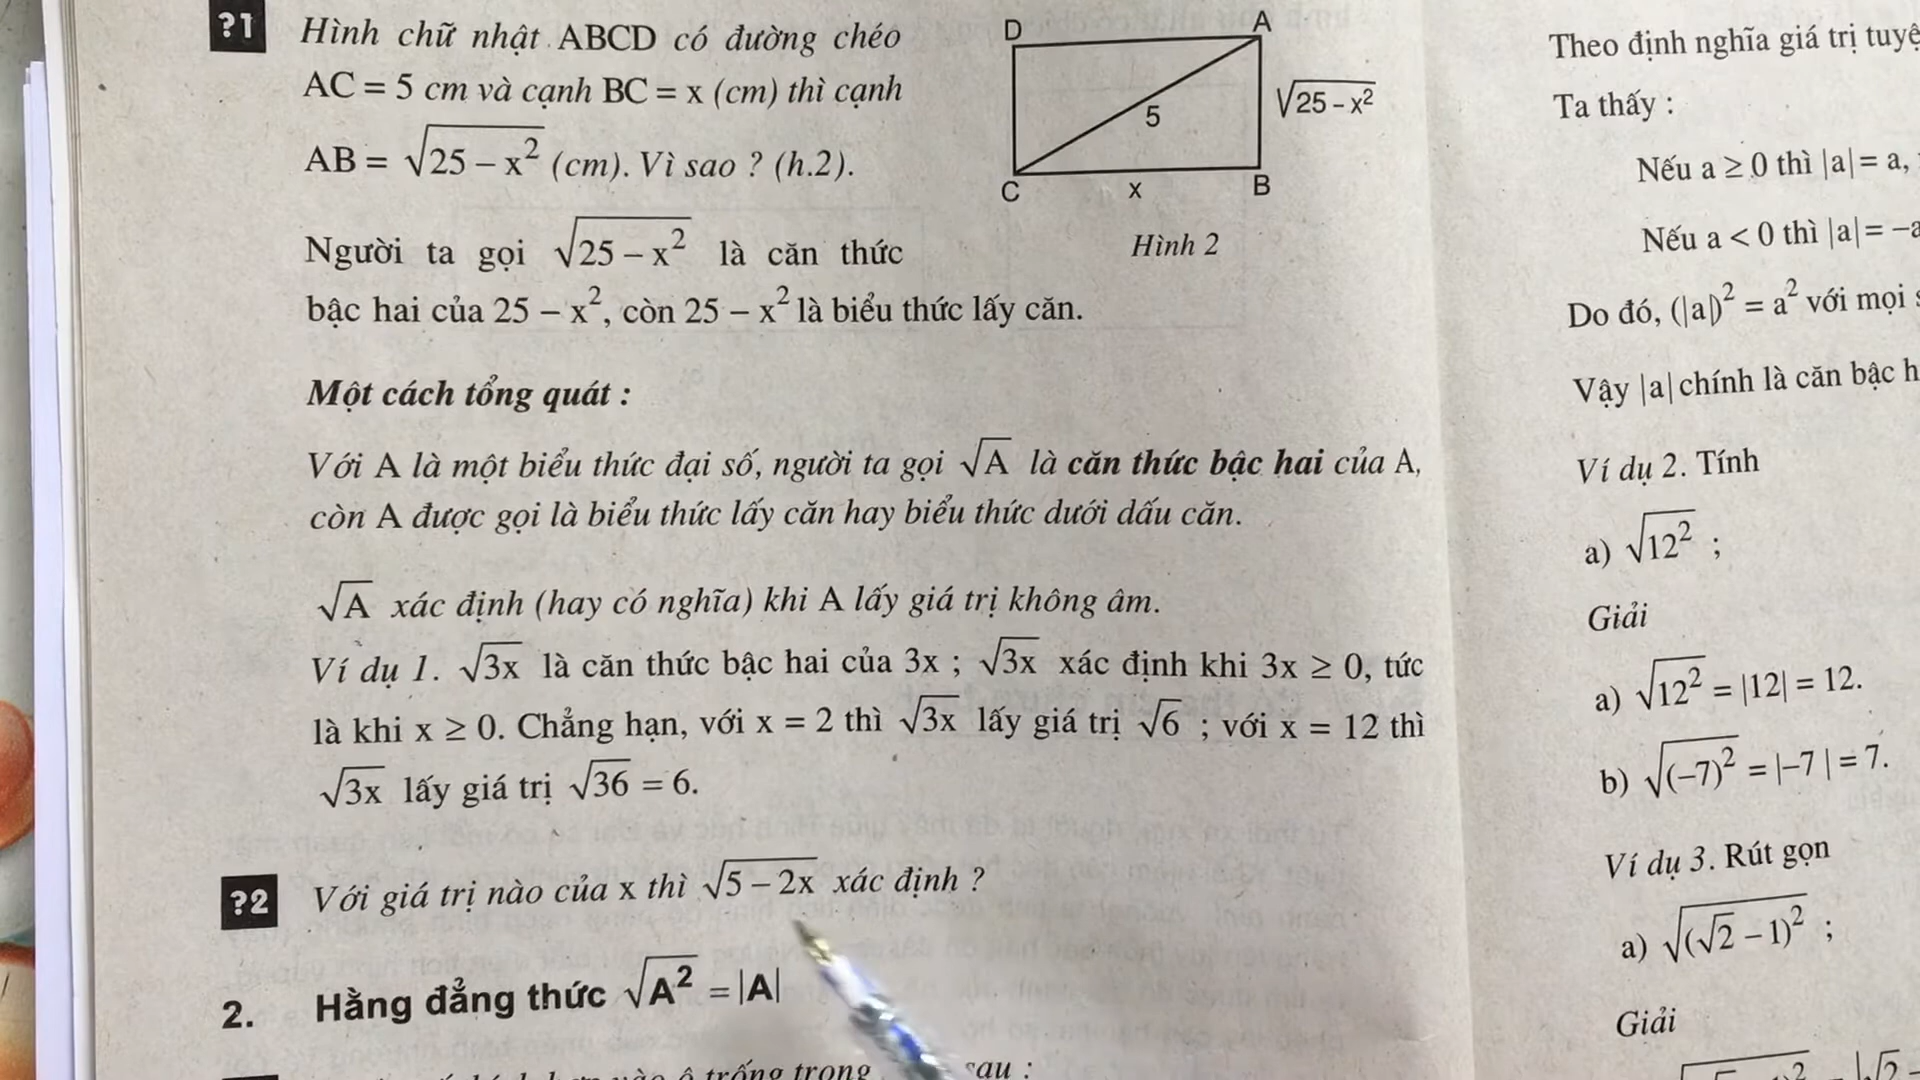 ?1 Hình chữ nhật ABCD có đường chéo
AC = 5 cm và cạnh BC = x (cm) thì cạnh
AB = √(25 – x²) (cm). Vì sao ? (h.2).
D A
5 √(25 – x²)
C x B
Hình 2
Người ta gọi √(25 – x²) là căn thức
bậc hai của 25 – x², còn 25 – x² là biểu thức lấy căn.
Một cách tổng quát :
Với A là một biểu thức đại số, người ta gọi √A là căn thức bậc hai của A,
còn A được gọi là biểu thức lấy căn hay biểu thức dưới dấu căn.
√A xác định (hay có nghĩa) khi A lấy giá trị không âm.
Ví dụ 1. √3x là căn thức bậc hai của 3x ; √3x xác định khi 3x ≥ 0, tức
là khi x ≥ 0. Chẳng hạn, với x = 2 thì √3x lấy giá trị √6 ; với x = 12 thì
√3x lấy giá trị √36 = 6.
?2 Với giá trị nào của x thì √(5 – 2x) xác định ?
2. Hằng đẳng thức √A² = |A|
ô trống trong sau :
Theo định nghĩa giá trị
Ta thấy :
Nếu a ≥ 0 thì |a| = a,
Nếu a < 0 thì |a| = –a
Do đó, (|a|)² = a² với mọi
Vậy |a| chính là căn bậc
Ví dụ 2. Tính
a) √12² ;
Giải
a) √12² = |12| = 12.
b) √(–7)² = |–7| = 7.
Ví dụ 3. Rút gọn
a) √(√2 – 1)² ;
Giải